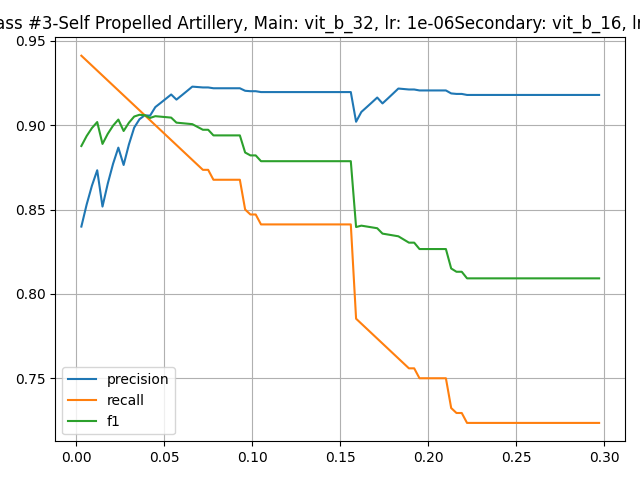 ass #3-Self Propelled Artillery, Main: vit_b_32, lr: 1e-06Secondary: vit_b_16, lr
0.95
0.90
0.85
0.80
0.75
precision
recall
f1
0.00 0.05 0.10 0.15 0.20 0.25 0.30